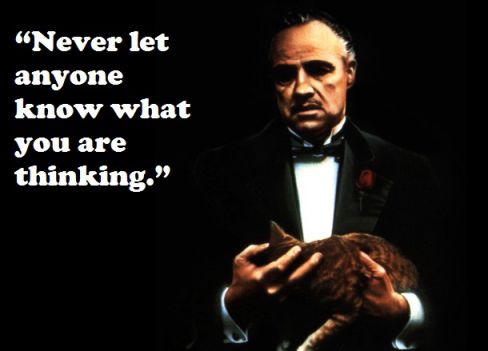 “Never let
anyone
know what
you are
thinking.”